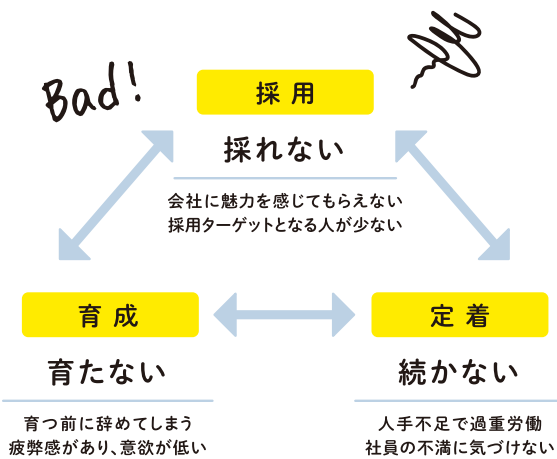 Bad!
採用
採れない
会社に魅力を感じてもらえない
採用ターゲットとなる人が少ない
育成
育たない
育つ前に辞めてしまう
疲弊感があり、意欲が低い
定着
続かない
人手不足で過重労働
社員の不満に気づけない